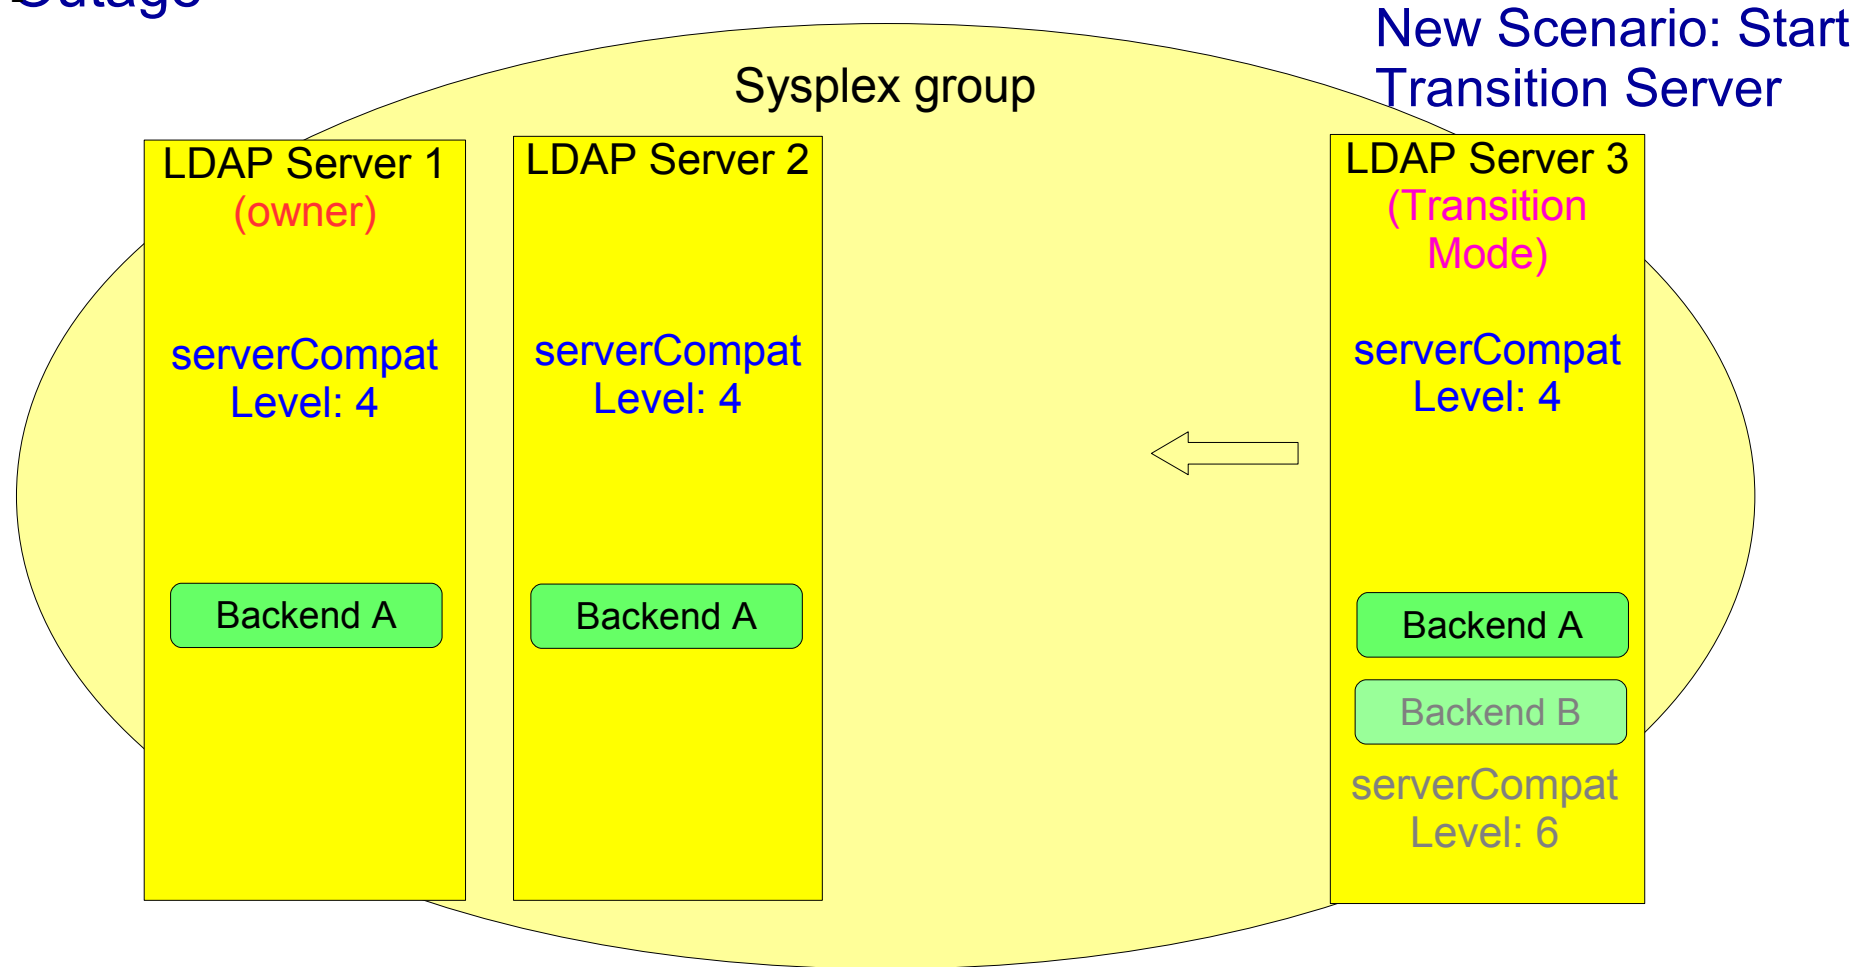 Outage
New Scenario: Start
Transition Server
Sysplex group
LDAP Server 1
(owner)
serverCompat
Level: 4
Backend A
LDAP Server 2
serverCompat
Level: 4
Backend A
LDAP Server 3
(Transition
Mode)
serverCompat
Level: 4
Backend A
Backend B
serverCompat
Level: 6